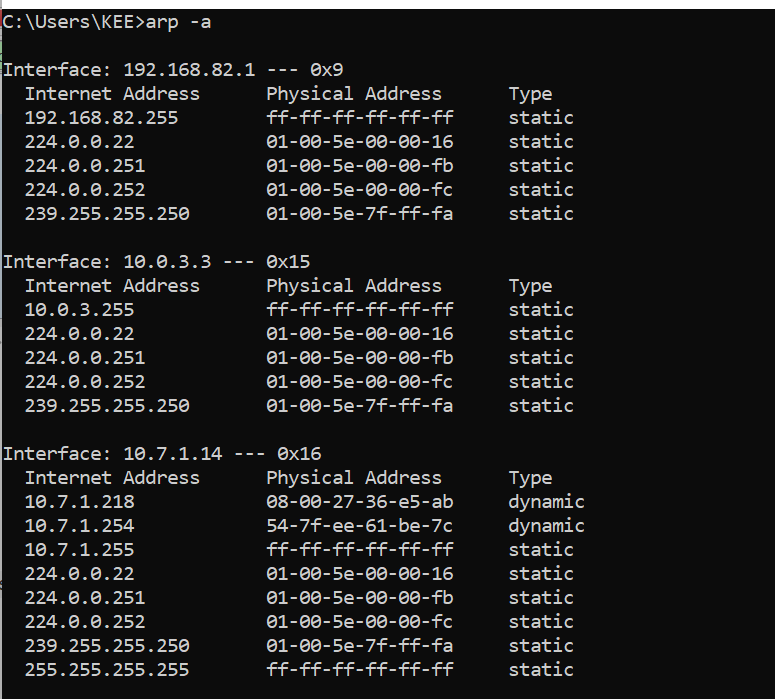 C:\Users\KEE>arp -a
Interface: 192.168.82.1 --- 0x9
Internet Address Physical Address Type
192.168.82.255 ff-ff-ff-ff-ff-ff static
224.0.0.22 01-00-5e-00-00-16 static
224.0.0.251 01-00-5e-00-00-fb static
224.0.0.252 01-00-5e-00-00-fc static
239.255.255.250 01-00-5e-7f-ff-fa static
Interface: 10.0.3.3 --- 0x15
Internet Address Physical Address Type
10.0.3.255 ff-ff-ff-ff-ff-ff static
224.0.0.22 01-00-5e-00-00-16 static
224.0.0.251 01-00-5e-00-00-fb static
224.0.0.252 01-00-5e-00-00-fc static
239.255.255.250 01-00-5e-7f-ff-fa static
Interface: 10.7.1.14 --- 0x16
Internet Address Physical Address Type
10.7.1.218 08-00-27-36-e5-ab dynamic
10.7.1.254 54-7f-ee-61-be-7c dynamic
10.7.1.255 ff-ff-ff-ff-ff-ff static
224.0.0.22 01-00-5e-00-00-16 static
224.0.0.251 01-00-5e-00-00-fb static
224.0.0.252 01-00-5e-00-00-fc static
239.255.255.250 01-00-5e-7f-ff-fa static
255.255.255.255 ff-ff-ff-ff-ff-ff static